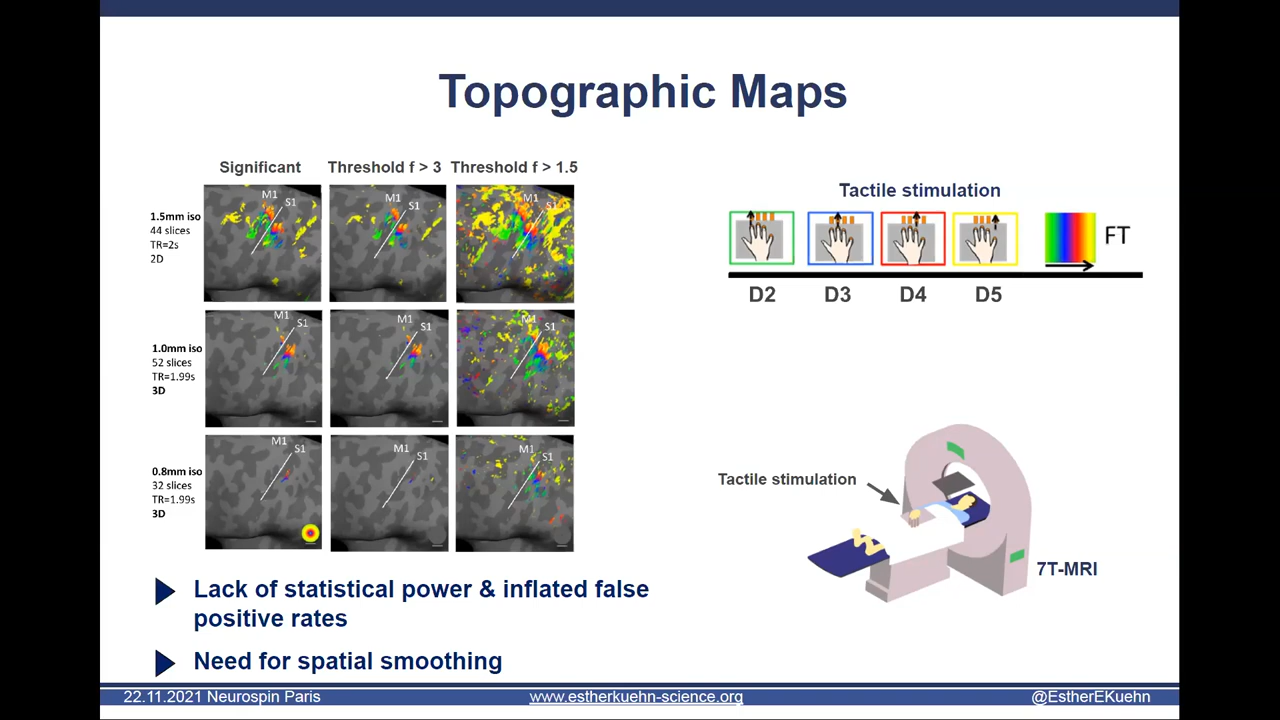 Topographic Maps
Significant
Threshold f > 3
Threshold f > 1.5
1.5mm iso
44 slices
TR=2s
2D
M1
S1
M1
S1
M1
S1
1.0mm iso
52 slices
TR=1.99s
3D
M1
S1
M1
S1
M1
S1
0.8mm iso
32 slices
TR=1.99s
3D
M1
S1
M1
S1
M1
S1
Tactile stimulation
FT
D2
D3
D4
D5
Tactile stimulation
7T-MRI
Lack of statistical power & inflated false
positive rates
Need for spatial smoothing
22.11.2021 Neurospin Paris
www.estherkuehn-science.org
@EstherEKuehn